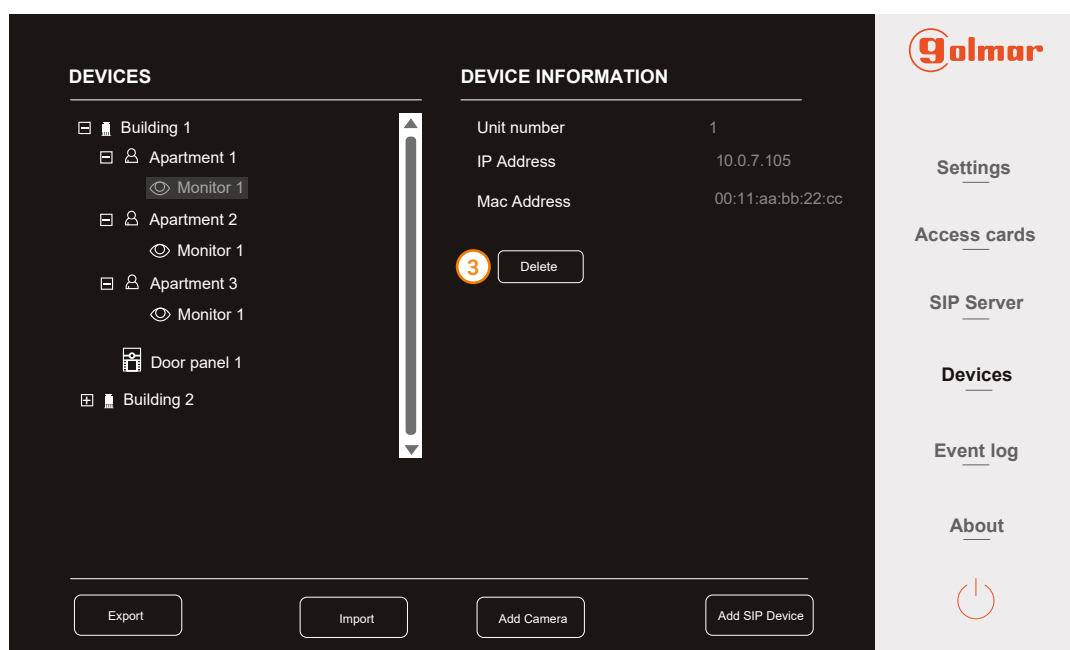 golmar
DEVICES
Building 1
Apartment 1
Monitor 1
Apartment 2
Monitor 1
Apartment 3
Monitor 1
Door panel 1
Building 2
DEVICE INFORMATION
Unit number 1
IP Address 10.0.7.105
Mac Address 00:11:aa:bb:22:cc
3 Delete
Settings
Access cards
SIP Server
Devices
Event log
About
Export Import Add Camera Add SIP Device